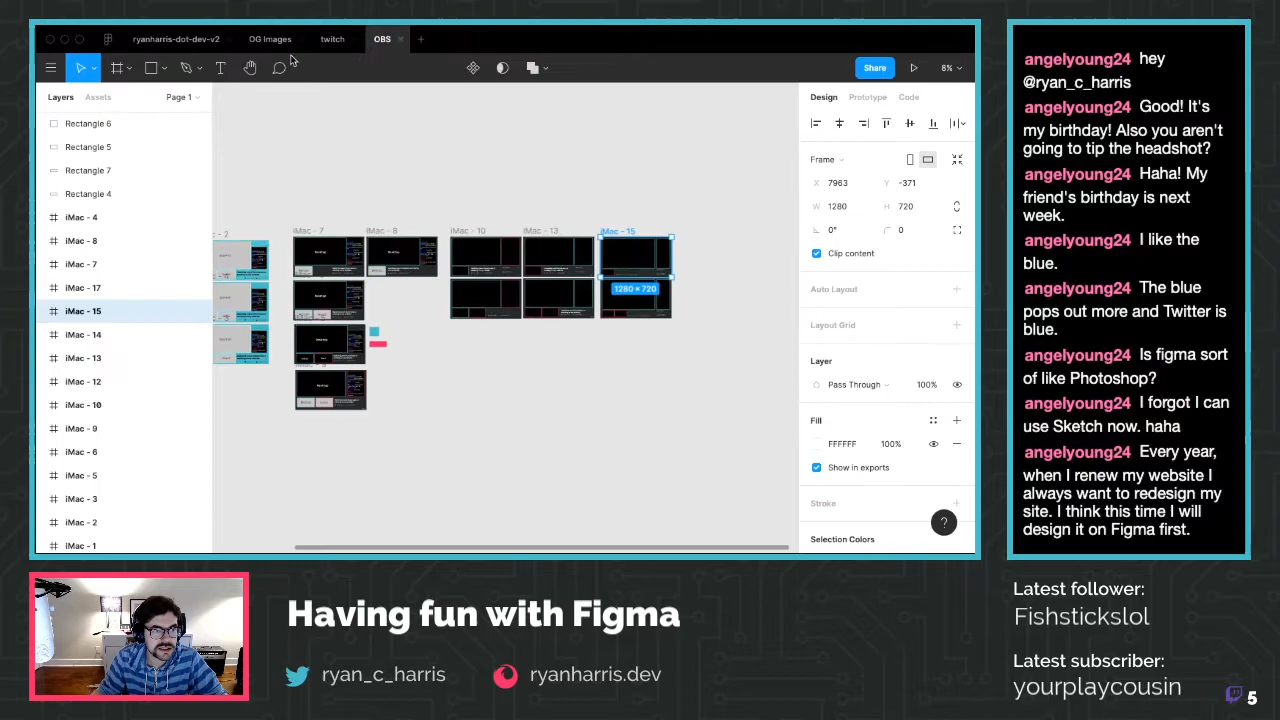 ryanharris-dot-dev-v2
OG Images
twitch
OBS
Share
8%
Layers
Assets
Page 1
Rectangle 6
Rectangle 5
Rectangle 7
Rectangle 4
iMac - 4
iMac - 8
iMac - 7
iMac - 17
iMac - 15
iMac - 14
iMac - 13
iMac - 12
iMac - 10
iMac - 9
iMac - 6
iMac - 5
iMac - 3
iMac - 2
iMac - 1
- 2
iMac - 7
iMac - 8
iMac - 10
iMac - 13
iMac - 15
1280 × 720
Design
Prototype
Code
Frame
X 7963 Y -371
W 1280 H 720
0° 0
Clip content
Auto Layout
Layout Grid
Layer
Pass Through 100%
Fill
FFFFFF 100%
Show in exports
Stroke
?
Selection Colors
angelyoung24 hey
@ryan_c_harris
angelyoung24 Good! It's
my birthday! Also you aren't
going to tip the headshot?
angelyoung24 Haha! My
friend's birthday is next
week.
angelyoung24 I like the
blue.
angelyoung24 The blue
pops out more and Twitter is
blue.
angelyoung24 Is figma sort
of like Photoshop?
angelyoung24 I forgot I can
use Sketch now. haha
angelyoung24 Every year,
when I renew my website I
always want to redesign my
site. I think this time I will
design it on Figma first.
Having fun with Figma
ryan_c_harris
ryanharris.dev
Latest follower:
Fishstickslol
Latest subscriber:
yourplaycousin
5